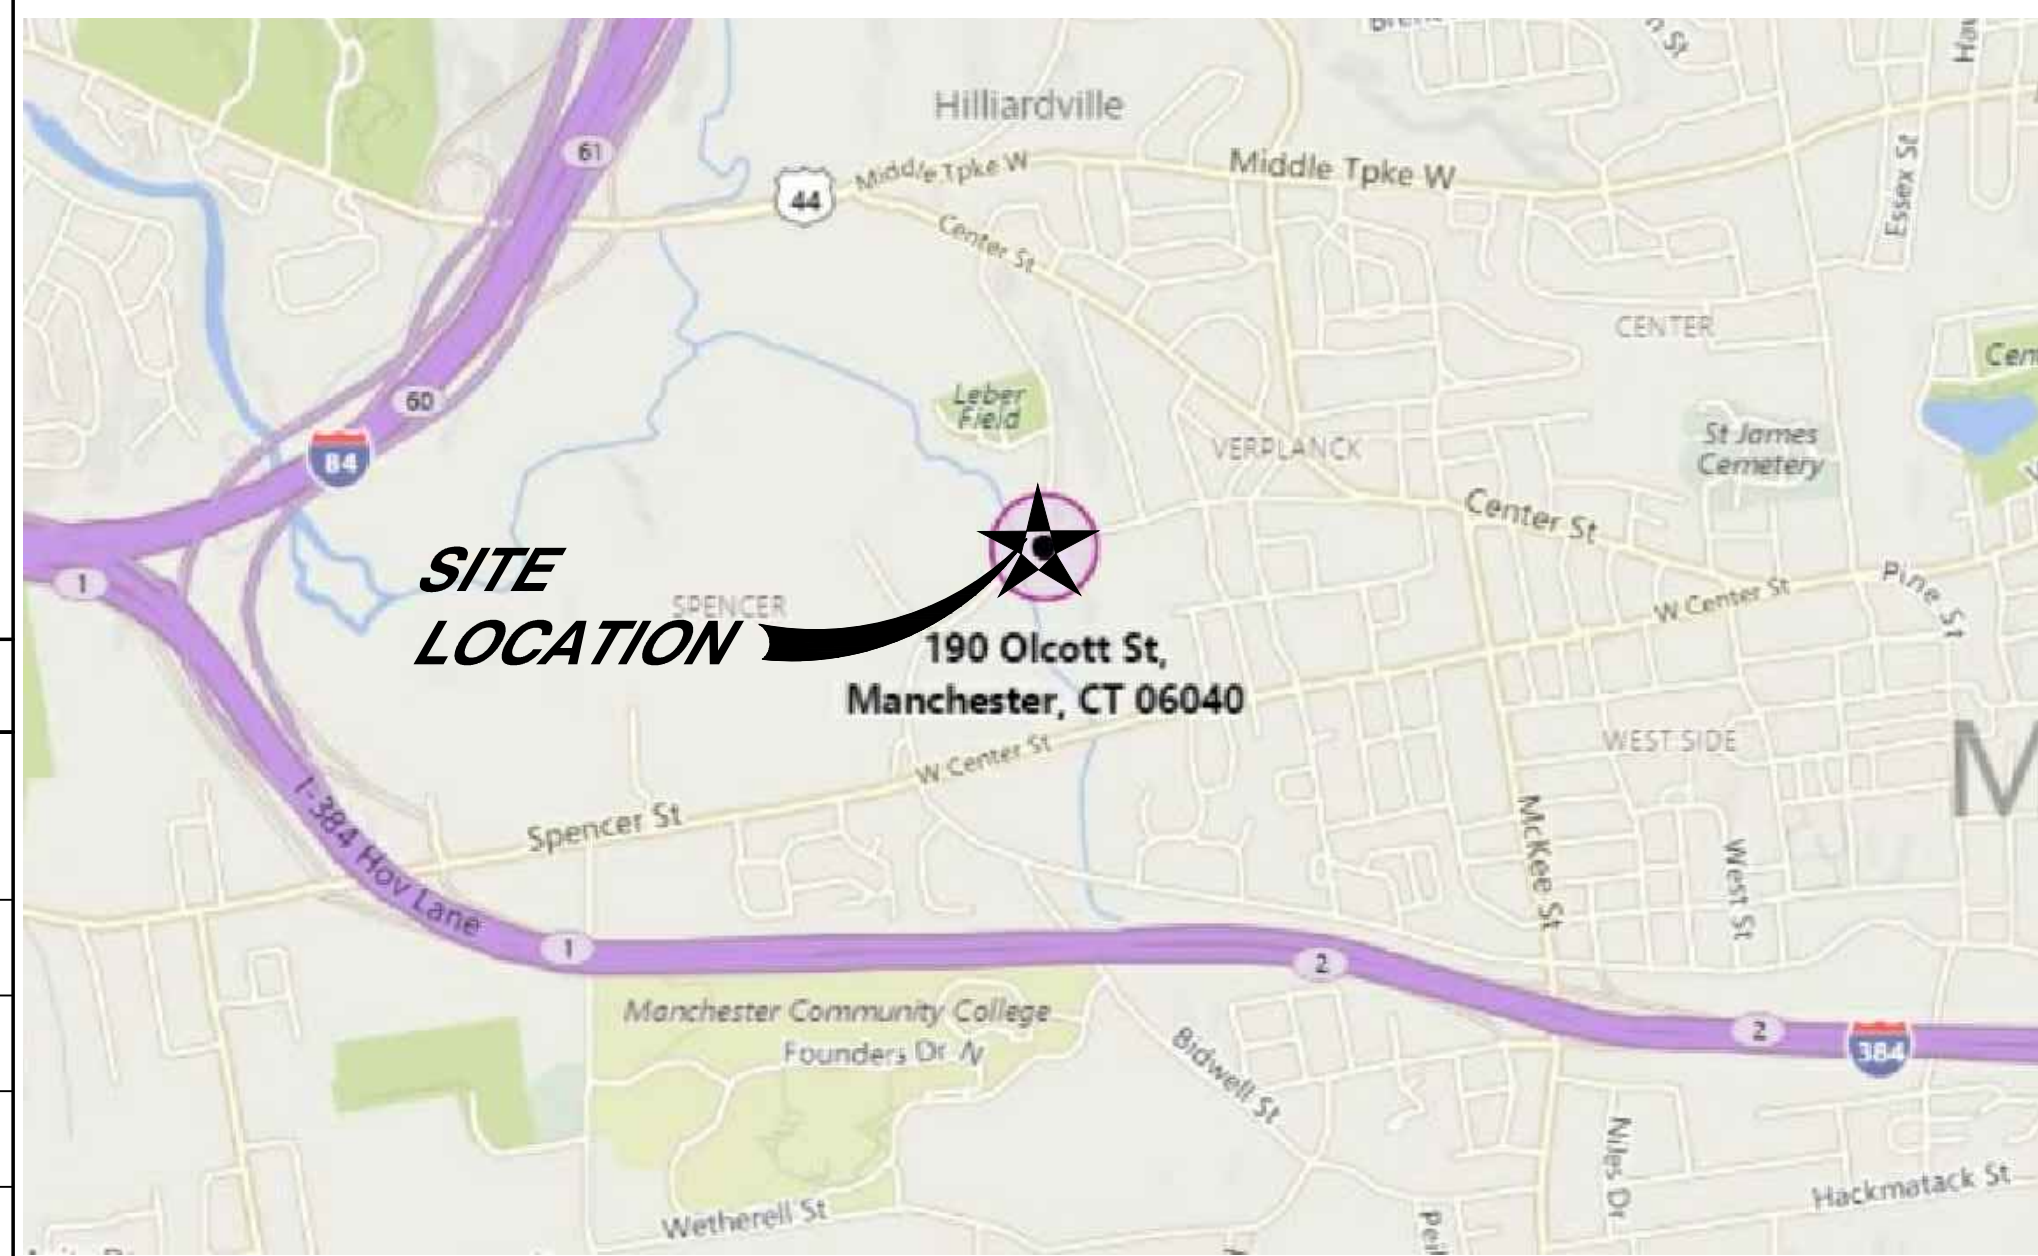 61
Hilliardville
Middle Tpke W
Middle Tpke W
44
Essex St
Center St
CENTER
Leber
Field
60
84
VERPLANCK
St James
Cemetery
Center St
SITE
LOCATION
SPENCER
1
190 Olcott St,
Manchester, CT 06040
W Center St
Pine St
W Center St
WEST SIDE
M
I-384 Hov Lane
Spencer St
McKee St
West St
1
2
2
384
Manchester Community College
Founders Dr N
Bidwell St
Niles Dr
Hackmatack St
Wetherell St